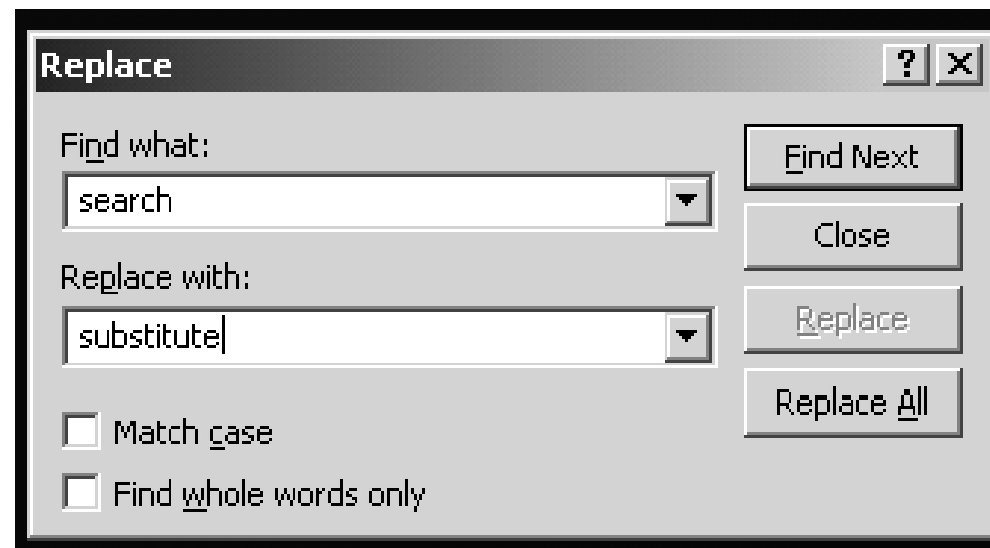 Replace
Find what:
search
Find Next
Close
Replace with:
substitute
Replace
Replace All
Match case
Find whole words only